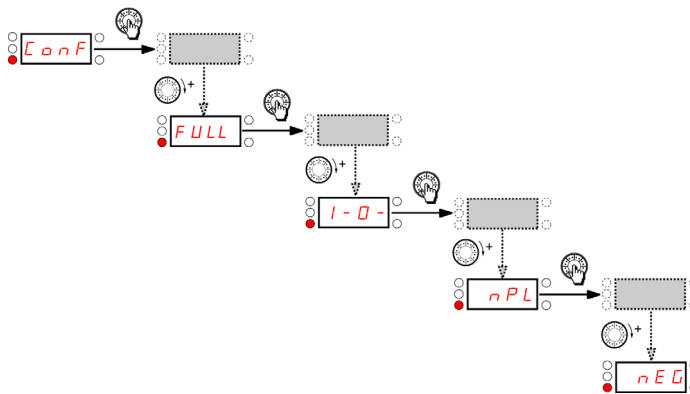 ConF
+
FULL
+
I-O-
+
nPL
+
nEG